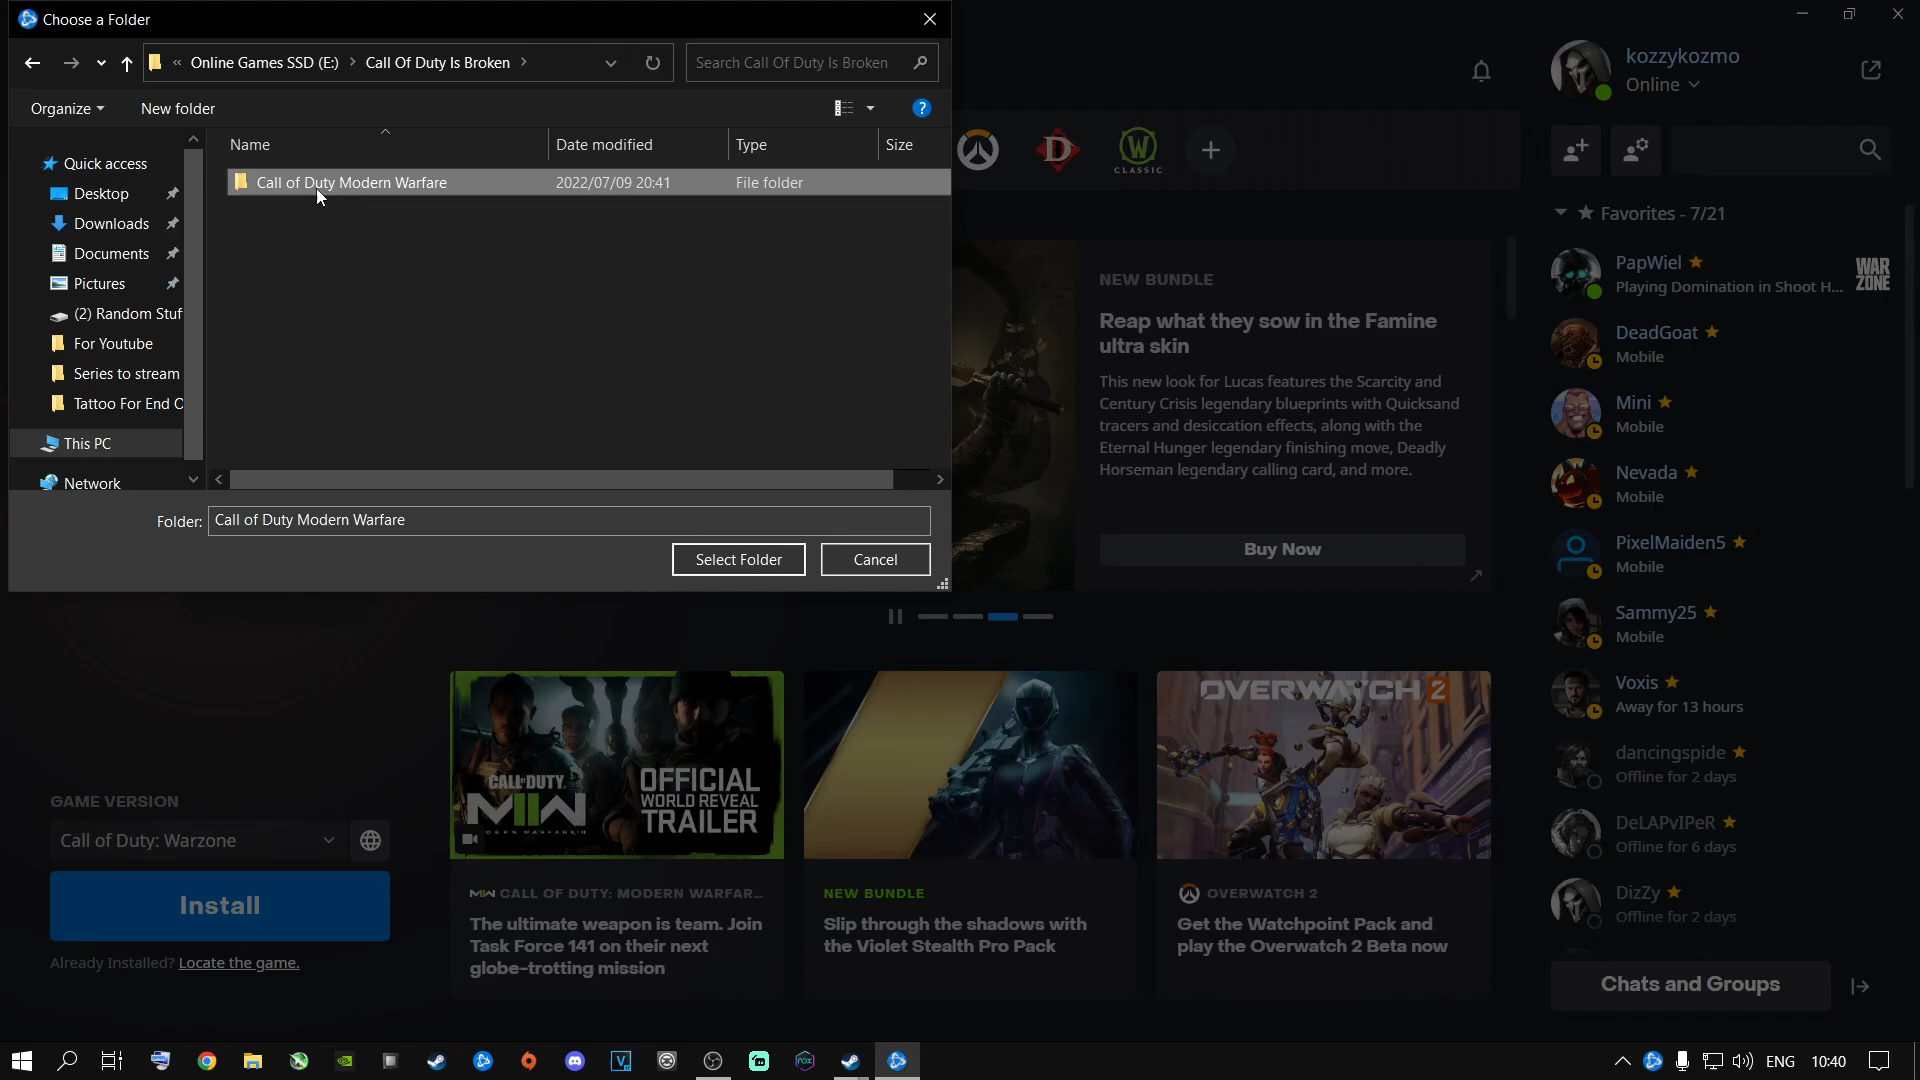 Choose a Folder
« Online Games SSD (E:) > Call Of Duty Is Broken >
Search Call Of Duty Is Broken
Organize
New folder
Name
Date modified
Type
Size
Quick access
Desktop
Downloads
Documents
Pictures
(2) Random Stuf
For Youtube
Series to stream
Tattoo For End C
This PC
Network
Call of Duty Modern Warfare
2022/07/09 20:41
File folder
Folder:
Call of Duty Modern Warfare
Select Folder
Cancel
kozzykozmo
Online
CLASSIC
Favorites - 7/21
PapWiel
Playing Domination in Shoot H...
WAR
ZONE
DeadGoat
Mobile
Mini
Mobile
Nevada
Mobile
PixelMaiden5
Mobile
Sammy25
Mobile
Voxis
Away for 13 hours
dancingspide
Offline for 2 days
DeLAPvIPeR
Offline for 6 days
DizZy
Offline for 2 days
Chats and Groups
NEW BUNDLE
Reap what they sow in the Famine
ultra skin
This new look for Lucas features the Scarcity and
Century Crisis legendary blueprints with Quicksand
tracers and desiccation effects, along with the
Eternal Hunger legendary finishing move, Deadly
Horseman legendary calling card, and more.
Buy Now
GAME VERSION
Call of Duty: Warzone
Install
Already Installed? Locate the game.
CALL OF DUTY
MWII
MODERN WARFARE II
OFFICIAL
WORLD REVEAL
TRAILER
CALL OF DUTY: MODERN WARFAR...
The ultimate weapon is team. Join
Task Force 141 on their next
globe-trotting mission
NEW BUNDLE
Slip through the shadows with
the Violet Stealth Pro Pack
OVERWATCH 2
OVERWATCH 2
Get the Watchpoint Pack and
play the Overwatch 2 Beta now
ENG
10:40